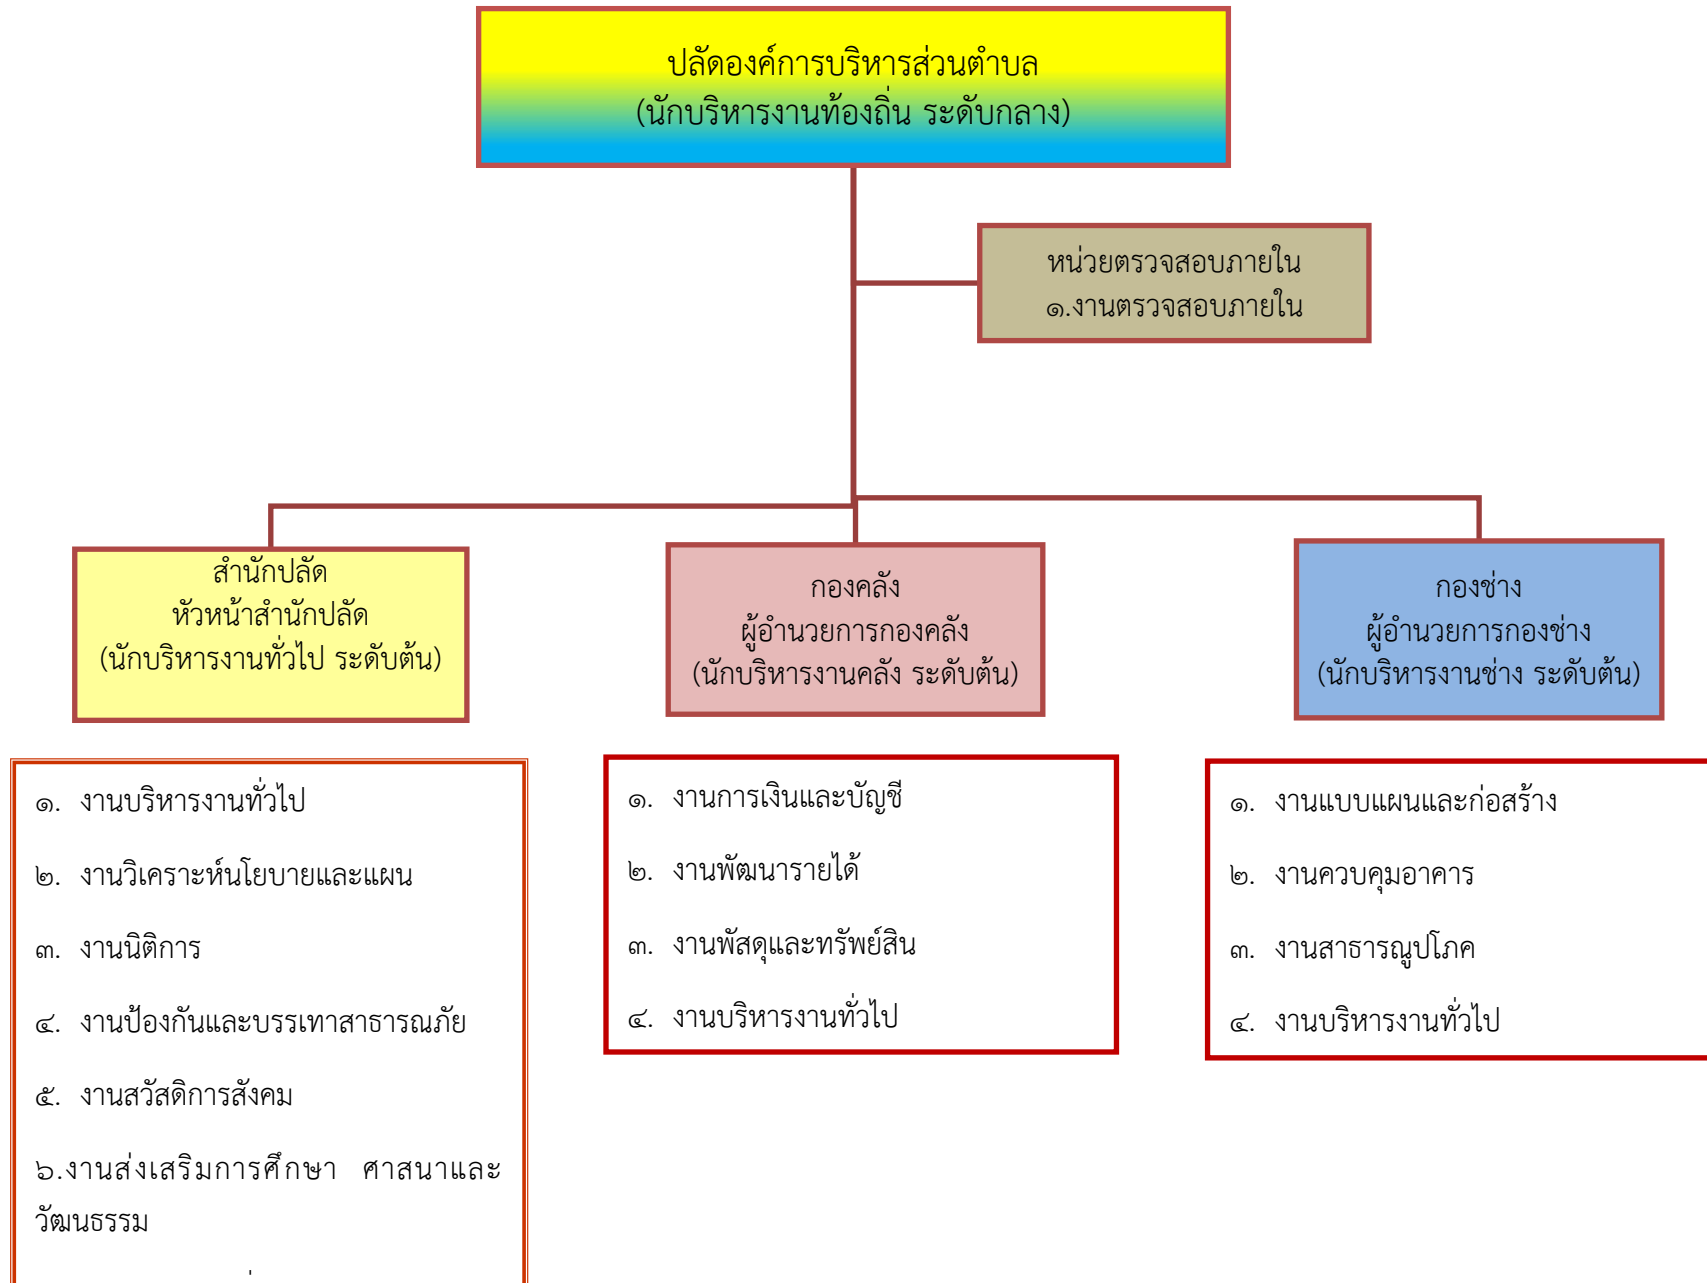 ปลัดองค์การบริหารส่วนตำบล
(นักบริหารงานท้องถิ่น ระดับกลาง)
หน่วยตรวจสอบภายใน
๑.งานตรวจสอบภายใน
สำนักปลัด
หัวหน้าสำนักปลัด
(นักบริหารงานทั่วไป ระดับต้น)
กองคลัง
ผู้อำนวยการกองคลัง
(นักบริหารงานคลัง ระดับต้น)
กองช่าง
ผู้อำนวยการกองช่าง
(นักบริหารงานช่าง ระดับต้น)
๑. งานบริหารงานทั่วไป
๒. งานวิเคราะห์นโยบายและแผน
๓. งานนิติการ
๔. งานป้องกันและบรรเทาสาธารณภัย
๕. งานสวัสดิการสังคม
๖.งานส่งเสริมการศึกษา ศาสนาและ
วัฒนธรรม
๑. งานการเงินและบัญชี
๒. งานพัฒนารายได้
๓. งานพัสดุและทรัพย์สิน
๔. งานบริหารงานทั่วไป
๑. งานแบบแผนและก่อสร้าง
๒. งานควบคุมอาคาร
๓. งานสาธารณูปโภค
๔. งานบริหารงานทั่วไป